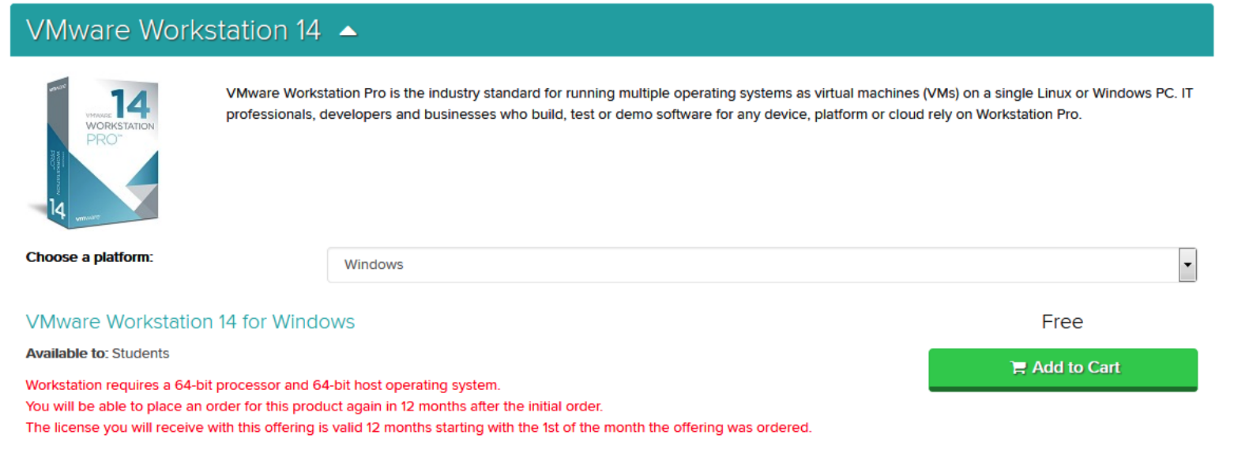 VMware Workstation 14
14
VMWARE
WORKSTATION
PRO™
14
vmware
VMware Workstation Pro is the industry standard for running multiple operating systems as virtual machines (VMs) on a single Linux or Windows PC. IT
professionals, developers and businesses who build, test or demo software for any device, platform or cloud rely on Workstation Pro.
Choose a platform:
Windows
VMware Workstation 14 for Windows
Free
Available to: Students
Add to Cart
Workstation requires a 64-bit processor and 64-bit host operating system.
You will be able to place an order for this product again in 12 months after the initial order.
The license you will receive with this offering is valid 12 months starting with the 1st of the month the offering was ordered.